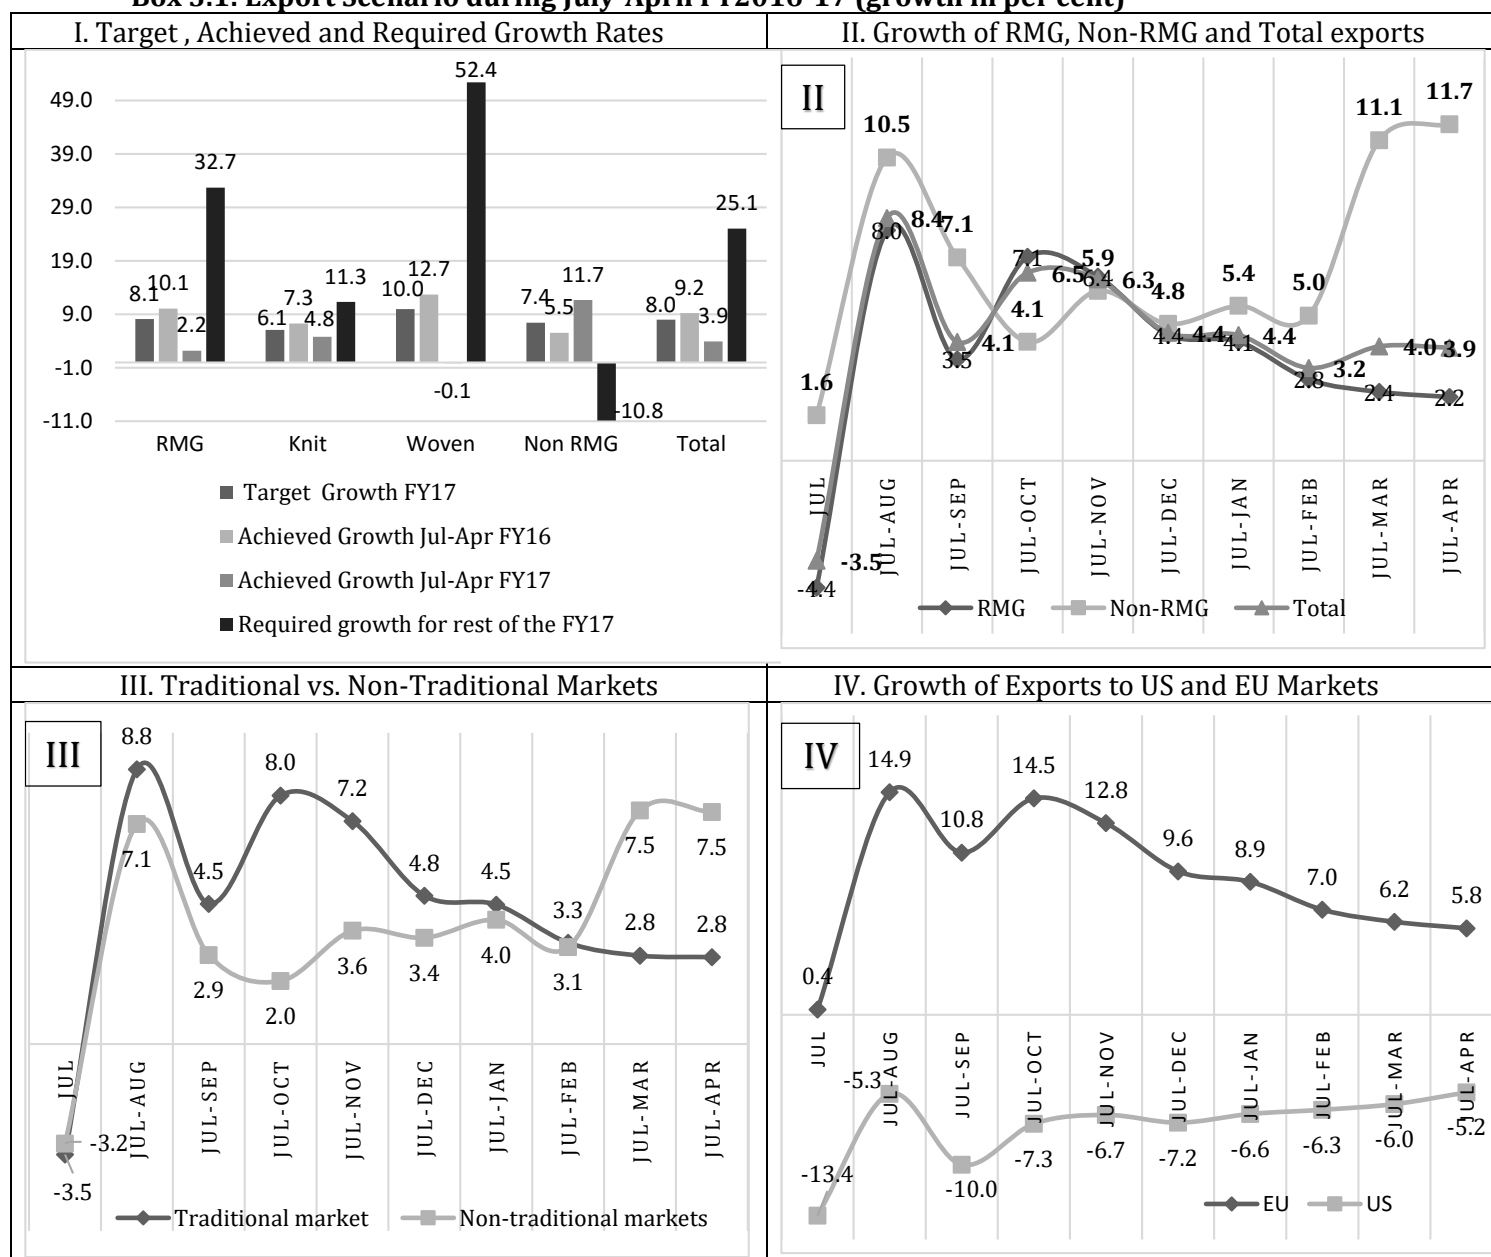 Box 3.1: Export Scenario during July-April FY2016-17 (growth in per cent)
I. Target , Achieved and Required Growth Rates
49.0
39.0
29.0
19.0
9.0
-1.0
-11.0
8.1
10.1
2.2
32.7
6.1
7.3
4.8
11.3
10.0
12.7
-0.1
52.4
7.4
5.5
11.7
-10.8
8.0
9.2
3.9
25.1
RMG Knit Woven Non RMG Total
Target Growth FY17
Achieved Growth Jul-Apr FY16
Achieved Growth Jul-Apr FY17
Required growth for rest of the FY17
II. Growth of RMG, Non-RMG and Total exports
II
1.6
10.5
7.1
4.1
5.9
4.8
5.4
5.0
11.1
11.7
-3.5
8.4
4.1
6.5
6.3
4.4
4.4
3.2
4.0
3.9
-4.4
8.0
3.5
7.1
6.4
4.4
4.1
2.8
2.4
2.2
JUL
JUL-AUG
JUL-SEP
JUL-OCT
JUL-NOV
JUL-DEC
JUL-JAN
JUL-FEB
JUL-MAR
JUL-APR
RMG Non-RMG Total
III. Traditional vs. Non-Traditional Markets
III
8.8
4.5
8.0
7.2
4.8
4.5
3.3
2.8
2.8
-3.5
-3.2
7.1
2.9
2.0
3.6
3.4
4.0
3.1
7.5
7.5
JUL
JUL-AUG
JUL-SEP
JUL-OCT
JUL-NOV
JUL-DEC
JUL-JAN
JUL-FEB
JUL-MAR
JUL-APR
Traditional market Non-traditional markets
IV. Growth of Exports to US and EU Markets
IV
0.4
14.9
10.8
14.5
12.8
9.6
8.9
7.0
6.2
5.8
JUL
JUL-AUG
JUL-SEP
JUL-OCT
JUL-NOV
JUL-DEC
JUL-JAN
JUL-FEB
JUL-MAR
JUL-APR
-13.4
-5.3
-10.0
-7.3
-6.7
-7.2
-6.6
-6.3
-6.0
-5.2
EU US